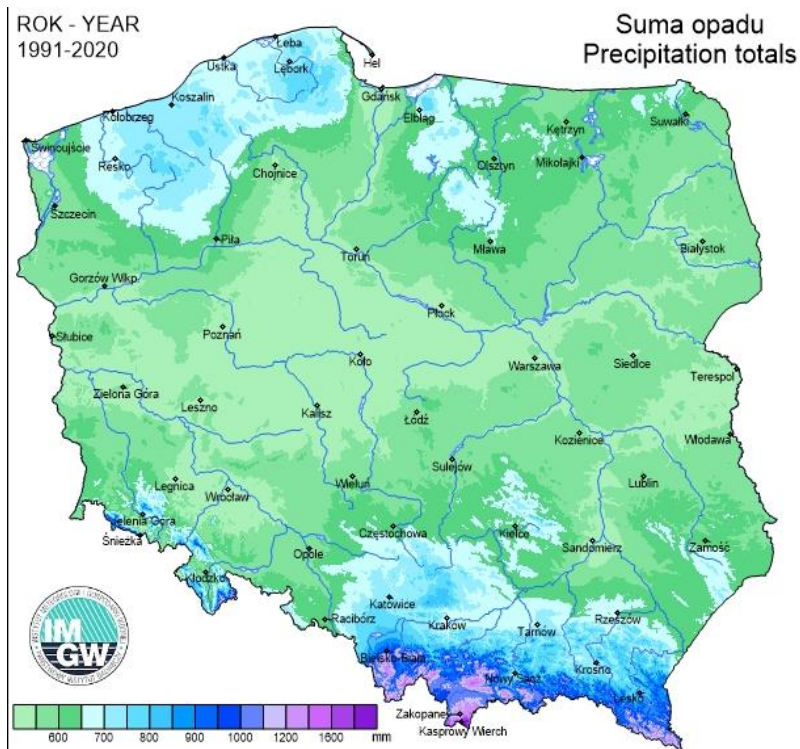 ROK - YEAR
1991-2020
Suma opadu
Precipitation totals
Łeba
Ustka
Lębork
Hel
Koszalin
Gdańsk
Kołobrzeg
Elbląg
Kętrzyn
Suwałki
Świnoujście
Resko
Chojnice
Olsztyn
Mikołajki
Szczecin
Piła
Toruń
Mława
Białystok
Gorzów Wlkp.
Płock
Słubice
Poznań
Koło
Warszawa
Siedlce
Terespol
Zielona Góra
Leszno
Kalisz
Łódź
Kozienice
Włodawa
Sulejów
Legnica
Wrocław
Wieluń
Lublin
Jelenia Góra
Śnieżka
Częstochowa
Kielce
Opole
Sandomierz
Zamość
Kłodzko
Katowice
Racibórz
Kraków
Tarnów
Rzeszów
Bielsko-Biała
Nowy Sącz
Krosno
Lesko
Zakopane
Kasprowy Wierch
IM
GW
600 700 800 900 1000 1200 1600 mm